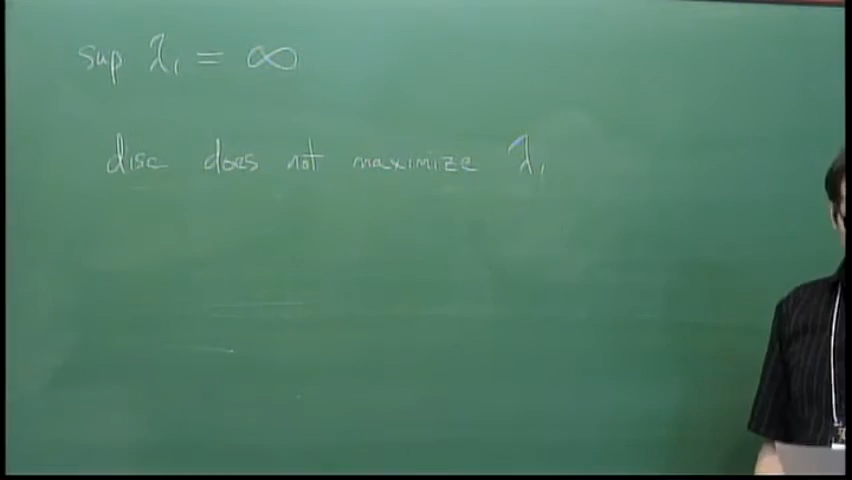 sup λ₁ = ∞
disc does not maximize λ₁